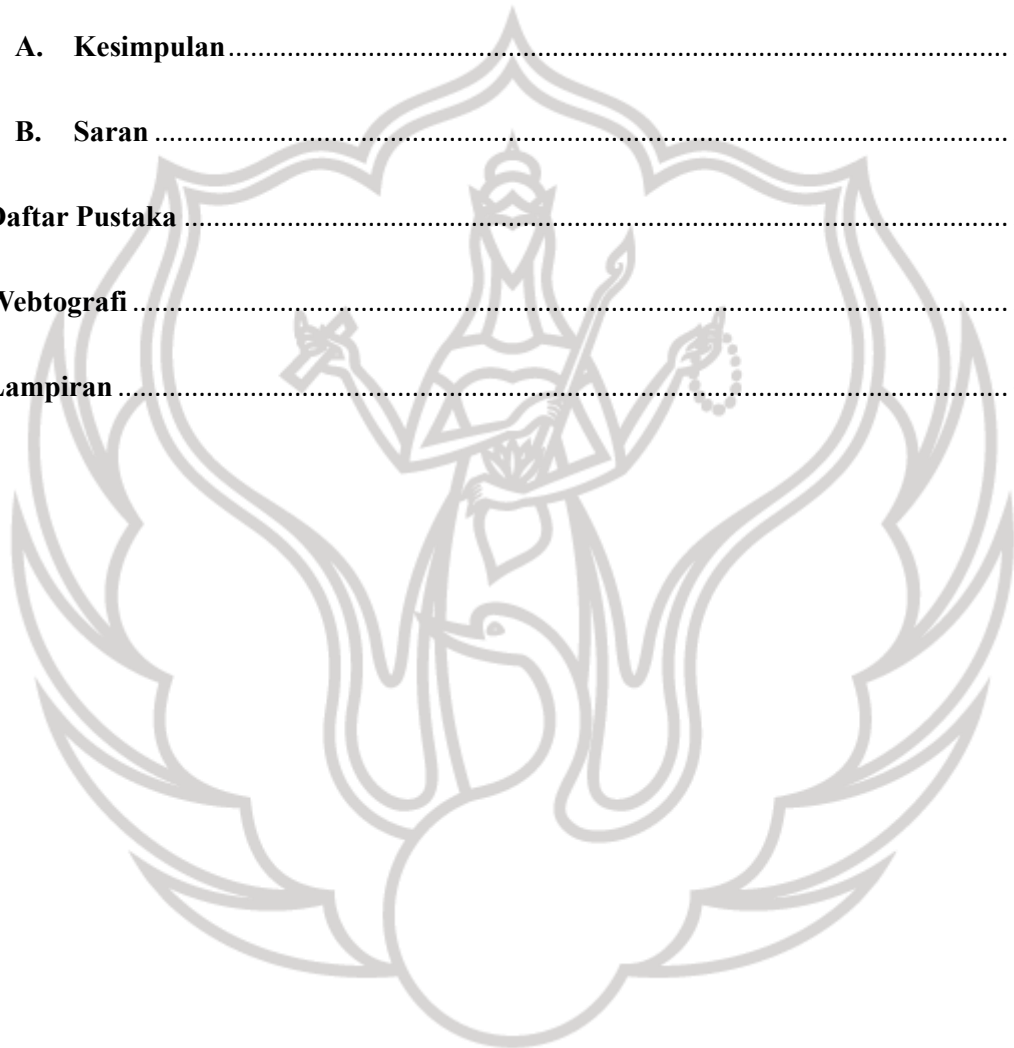 A. Kesimpulan..........................................................................................................
B. Saran....................................................................................................................
Daftar Pustaka...............................................................................................................
Webtografi......................................................................................................................
Lampiran........................................................................................................................